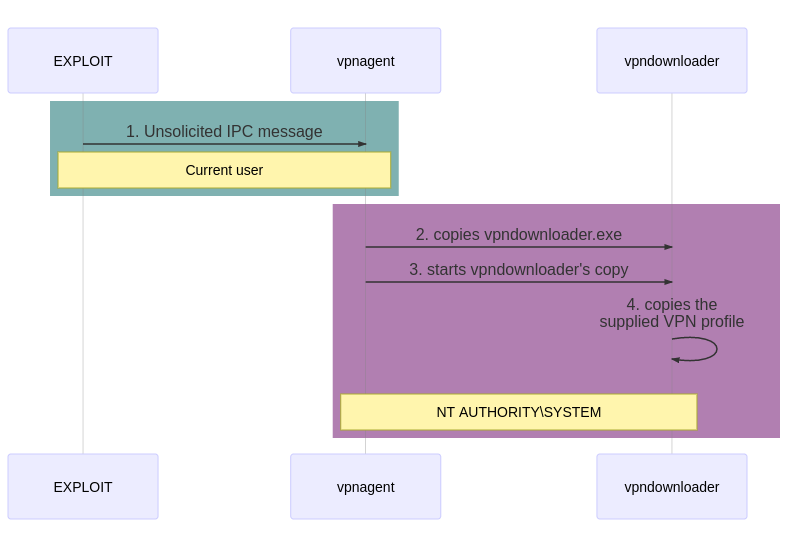 EXPLOIT
vpnagent
vpndownloader
1. Unsolicited IPC message
Current user
2. copies vpndownloader.exe
3. starts vpndownloader's copy
4. copies the
supplied VPN profile
NT AUTHORITY\SYSTEM
EXPLOIT
vpnagent
vpndownloader